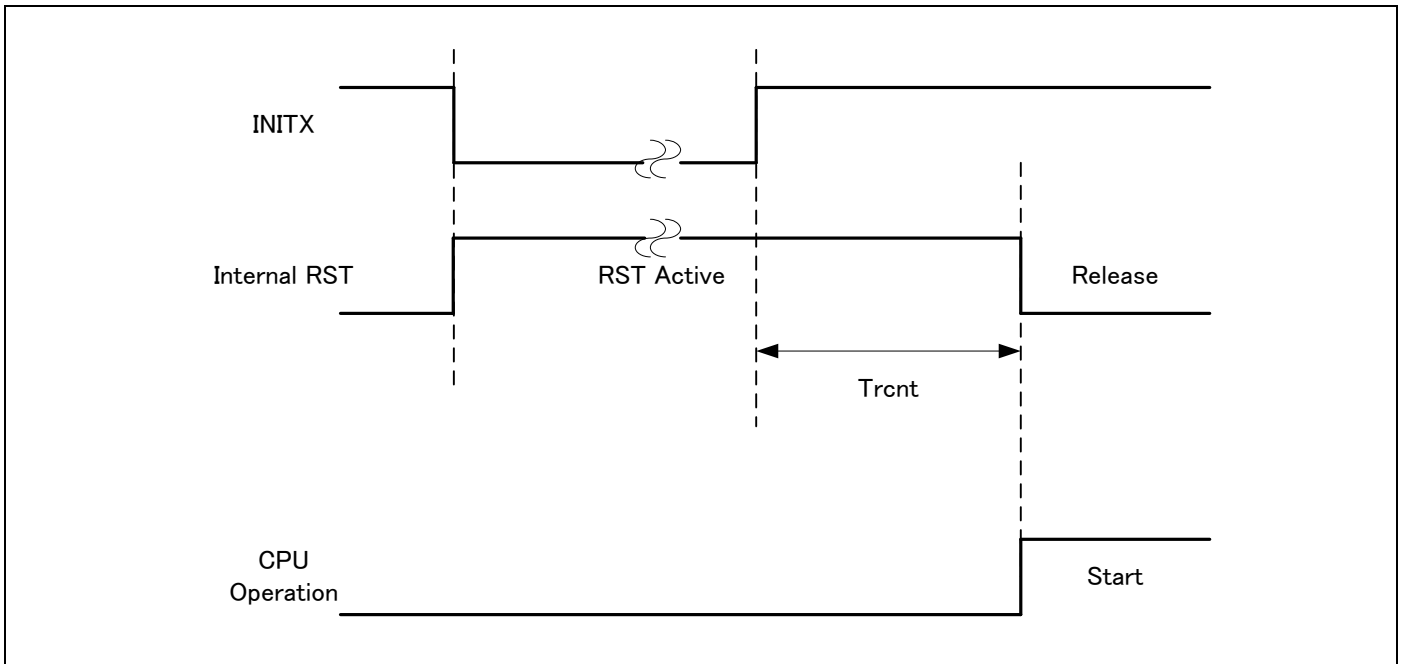 INITX
Internal RST
RST Active
Release
Trcnt
CPU
Operation
Start